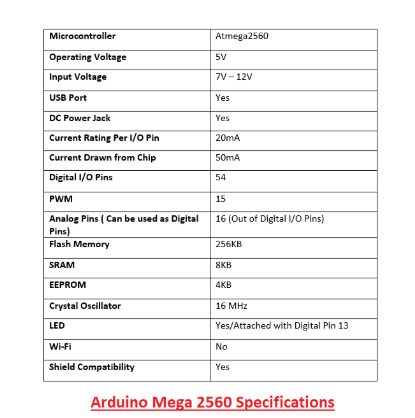 Microcontroller Atmega2560
Operating Voltage 5V
Input Voltage 7V – 12V
USB Port Yes
DC Power Jack Yes
Current Rating Per I/O Pin 20mA
Current Drawn from Chip 50mA
Digital I/O Pins 54
PWM 15
Analog Pins ( Can be used as Digital 16 (Out of Digital I/O Pins)
Pins)
Flash Memory 256KB
SRAM 8KB
EEPROM 4KB
Crystal Oscillator 16 MHz
LED Yes/Attached with Digital Pin 13
Wi-Fi No
Shield Compatibility Yes
Arduino Mega 2560 Specifications